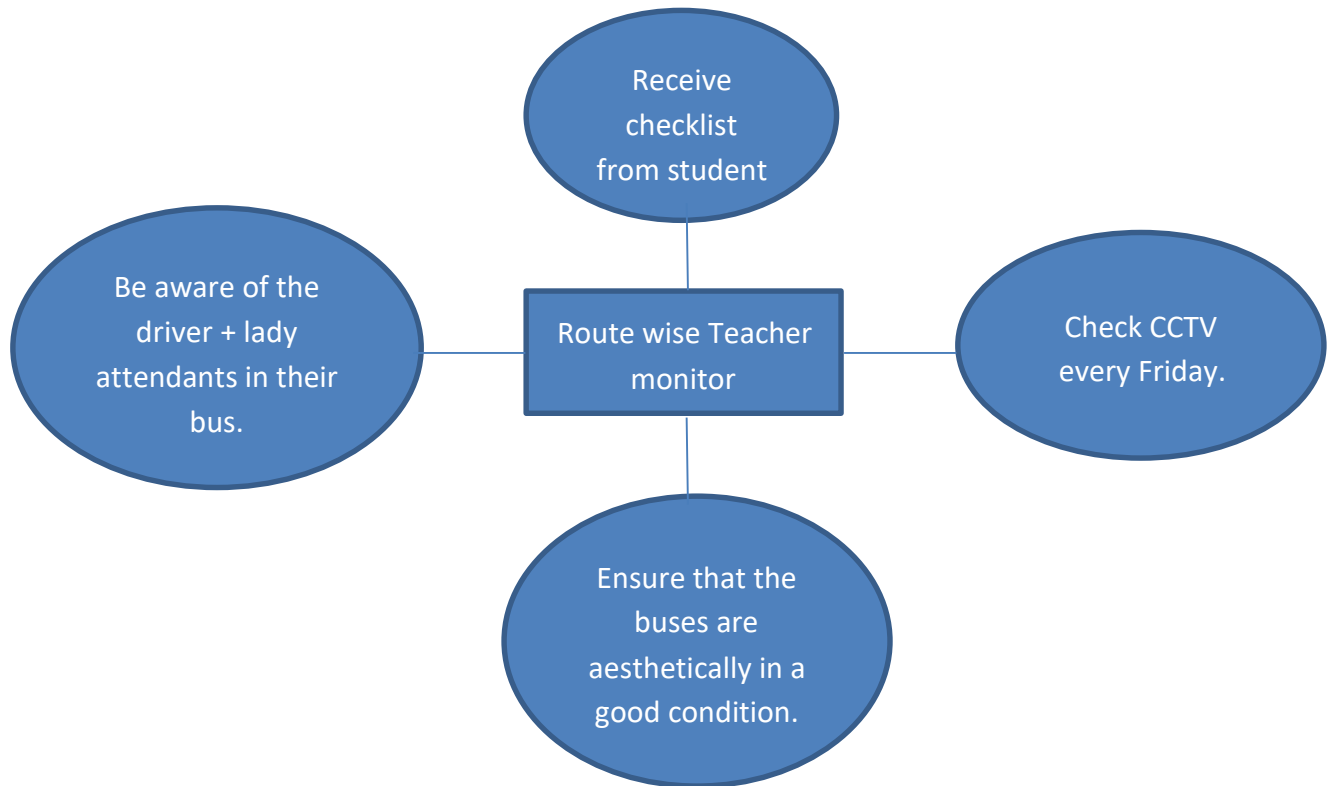 Receive
checklist
from student
Be aware of the
driver + lady
attendants in their
bus.
Route wise Teacher
monitor
Check CCTV
every Friday.
Ensure that the
buses are
aesthetically in a
good condition.